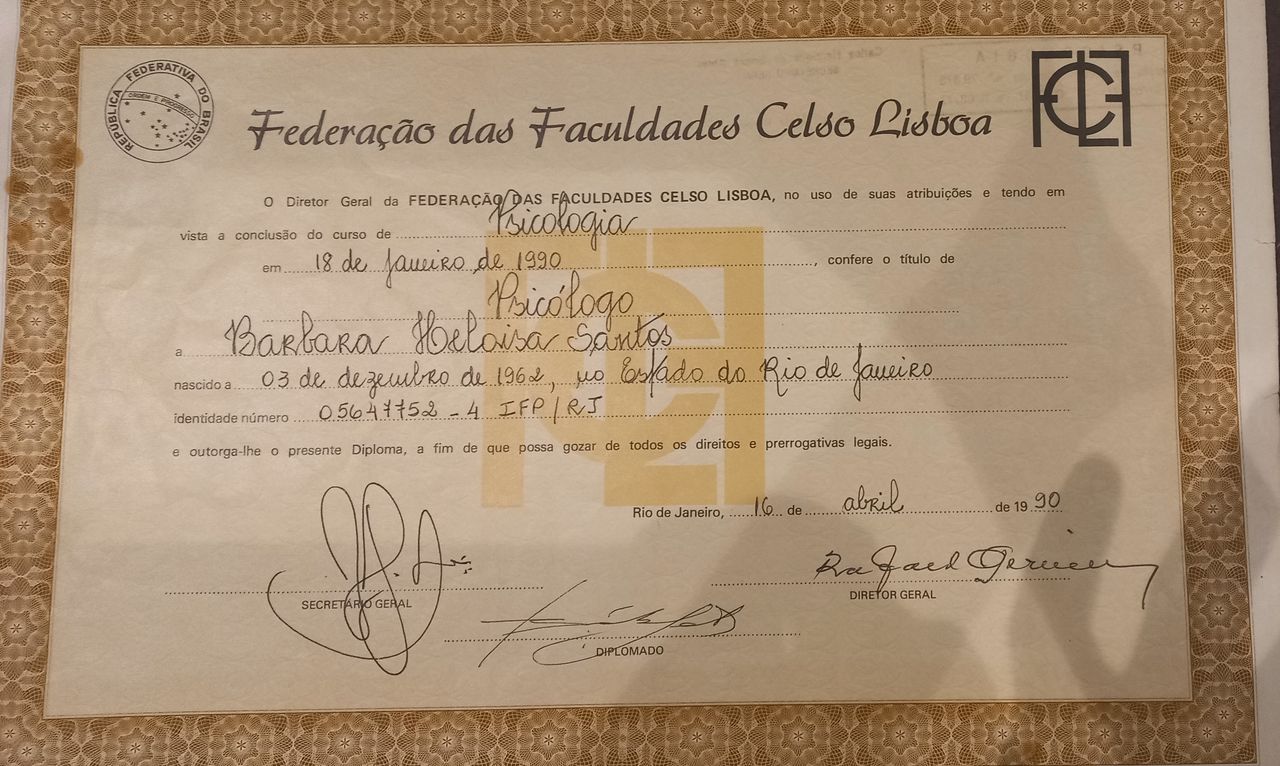 REPÚBLICA FEDERATIVA DO BRASIL
ORDEM E PROGRESSO
Federação das Faculdades Celso Lisboa
FCL
O Diretor Geral da FEDERAÇÃO DAS FACULDADES CELSO LISBOA, no uso de suas atribuições e tendo em
vista a conclusão do curso de Psicologia
em 18 de Janeiro de 1990, confere o título de
Psicólogo
a Barbara Heloisa Santos
nascido a 03 de dezembro de 1962, no Estado do Rio de Janeiro
identidade número 05647752-4 IFP/RJ
e outorga-lhe o presente Diploma, a fim de que possa gozar de todos os direitos e prerrogativas legais.
Rio de Janeiro, 16 de abril de 1990
SECRETÁRIO GERAL
Rafael
DIRETOR GERAL
DIPLOMADO